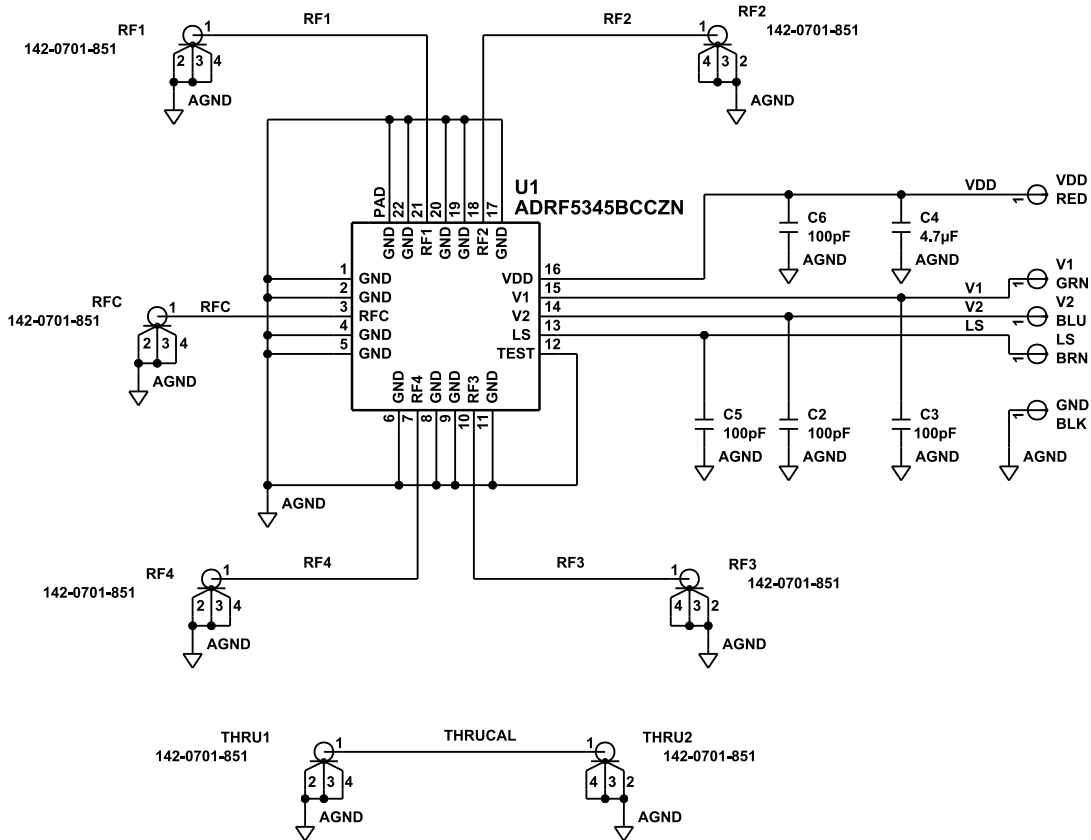 RF1
142-0701-851
1
2 3 4
AGND
RF1
RF2
RF2
142-0701-851
1
4 3 2
AGND
U1
ADRF5345BCCZN
PAD
22
21
20
19
18
17
GND
GND
RF1
GND
GND
RF2
GND
1 GND
2 GND
3 RFC
4 GND
5 GND
VDD 16
V1 15
V2 14
LS 13
TEST 12
GND
RF4
GND
GND
RF3
GND
6
7
8
9
10
11
AGND
VDD
1
VDD
RED
C6
100pF
AGND
C4
4.7µF
AGND
V1
1
V1
GRN
V2
1
V2
BLU
LS
1
LS
BRN
C5
100pF
AGND
C2
100pF
AGND
C3
100pF
AGND
1
GND
BLK
AGND
RFC
142-0701-851
1
RFC
2 3 4
AGND
RF4
142-0701-851
1
2 3 4
AGND
RF4
RF3
RF3
142-0701-851
1
4 3 2
AGND
THRU1
142-0701-851
1
2 3 4
AGND
THRUCAL
THRU2
142-0701-851
1
4 3 2
AGND